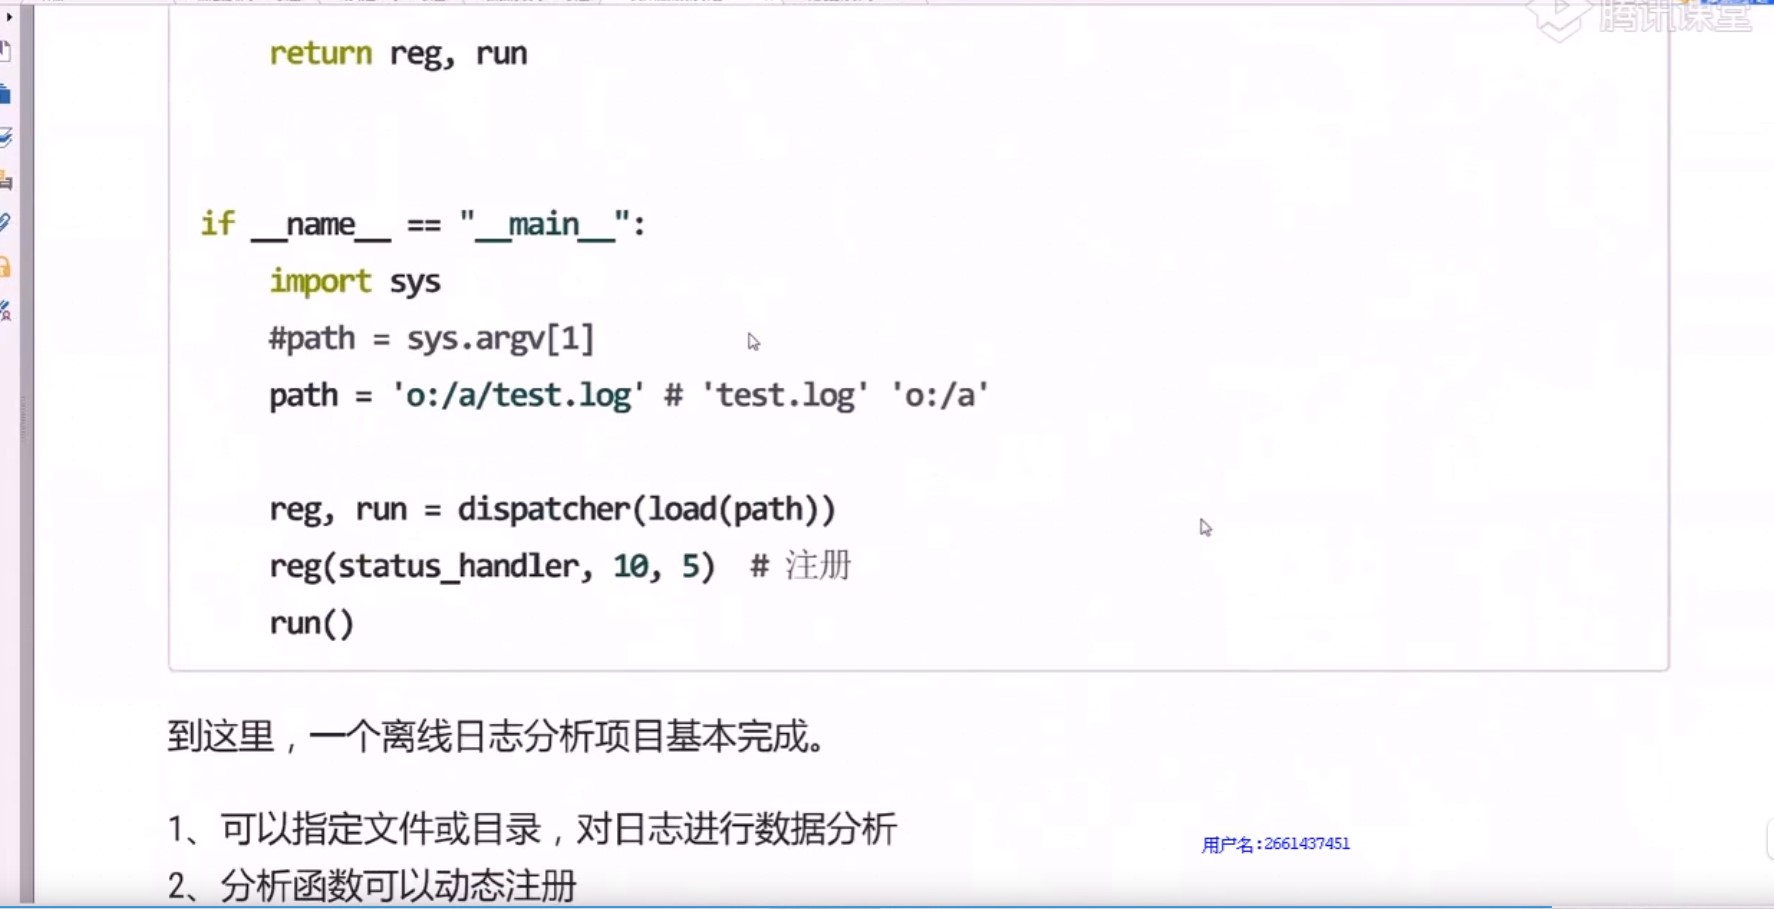 腾讯课堂
return reg, run
if __name__ == "__main__":
import sys
#path = sys.argv[1]
path = 'o:/a/test.log' # 'test.log' 'o:/a'
reg, run = dispatcher(load(path))
reg(status_handler, 10, 5) # 注册
run()
到这里，一个离线日志分析项目基本完成。
1、可以指定文件或目录，对日志进行数据分析
用户名:2661437451
2、分析函数可以动态注册